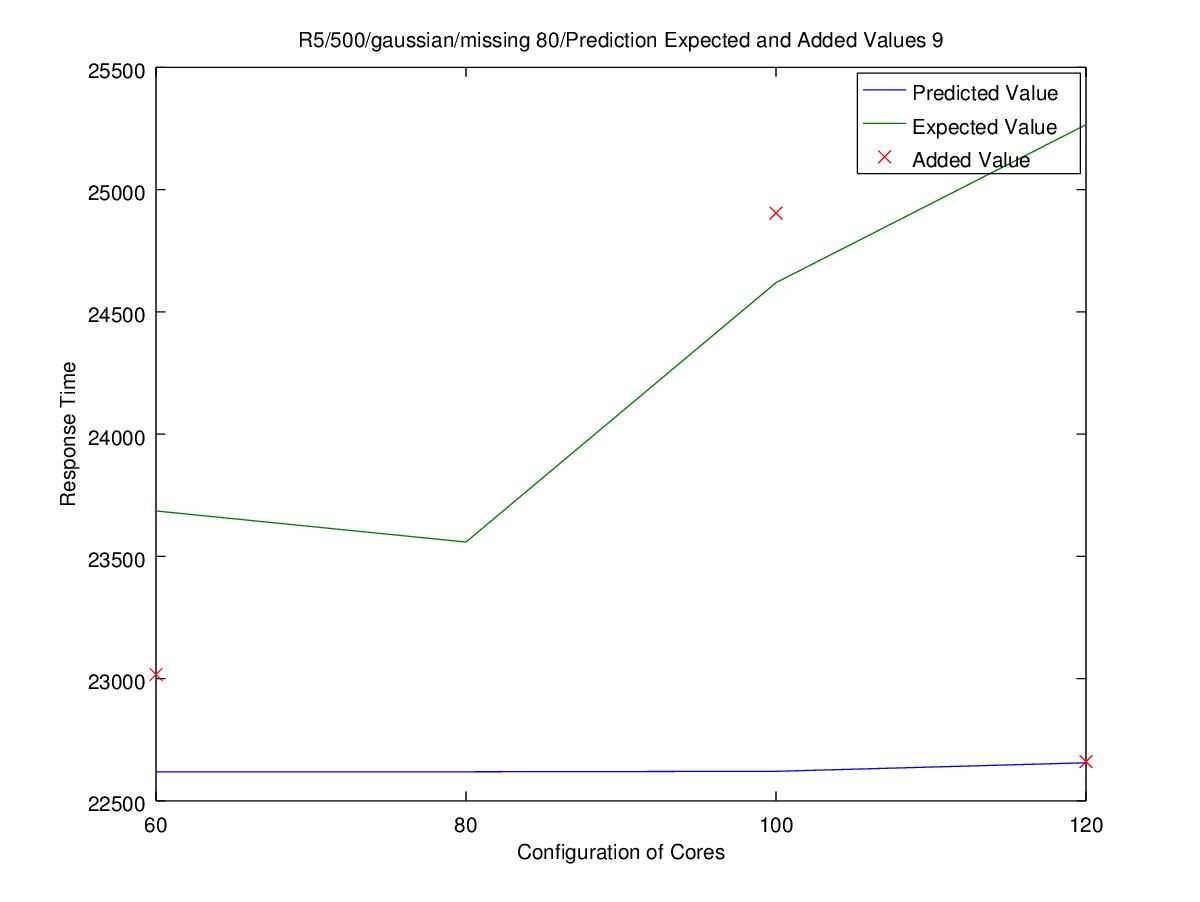 R5/500/gaussian/missing 80/Prediction Expected and Added Values 9
25500
25000
24500
24000
23500
23000
22500
Response Time
Predicted Value
Expected Value
Added Value
60
80
100
120
Configuration of Cores